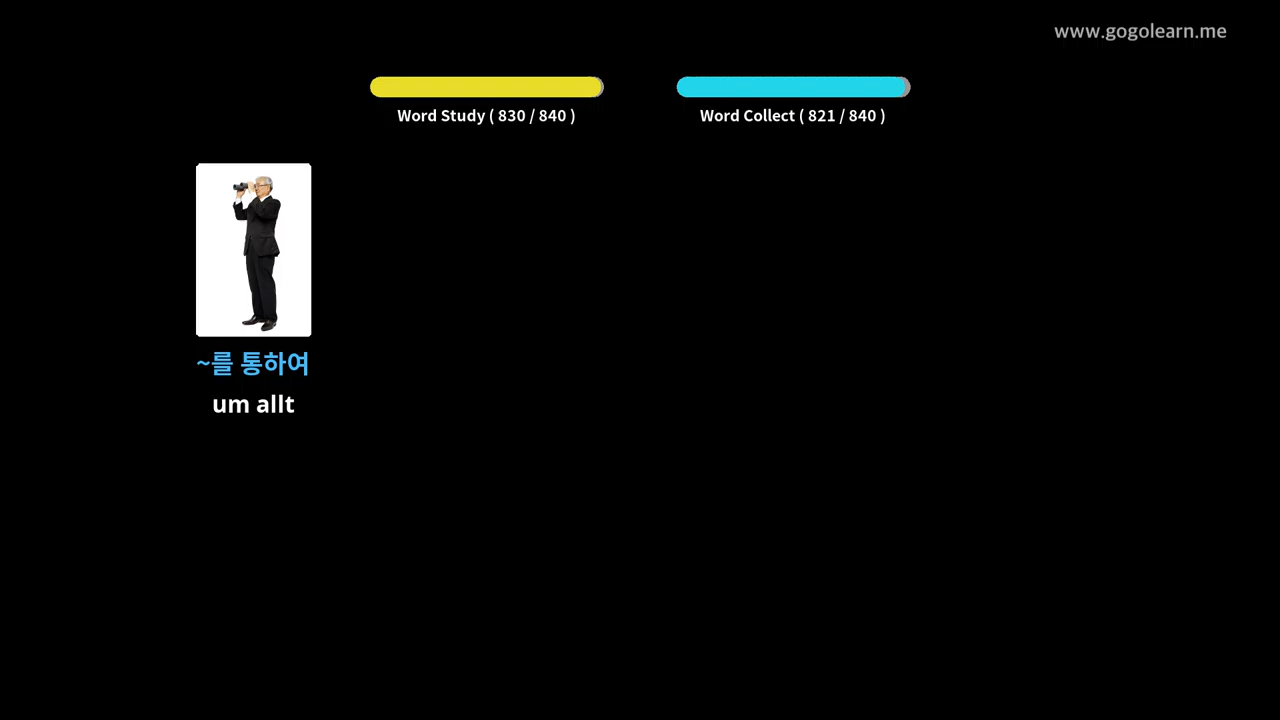 www.gogolearn.me
Word Study ( 830 / 840 )
Word Collect ( 821 / 840 )
~를 통하여
um allt